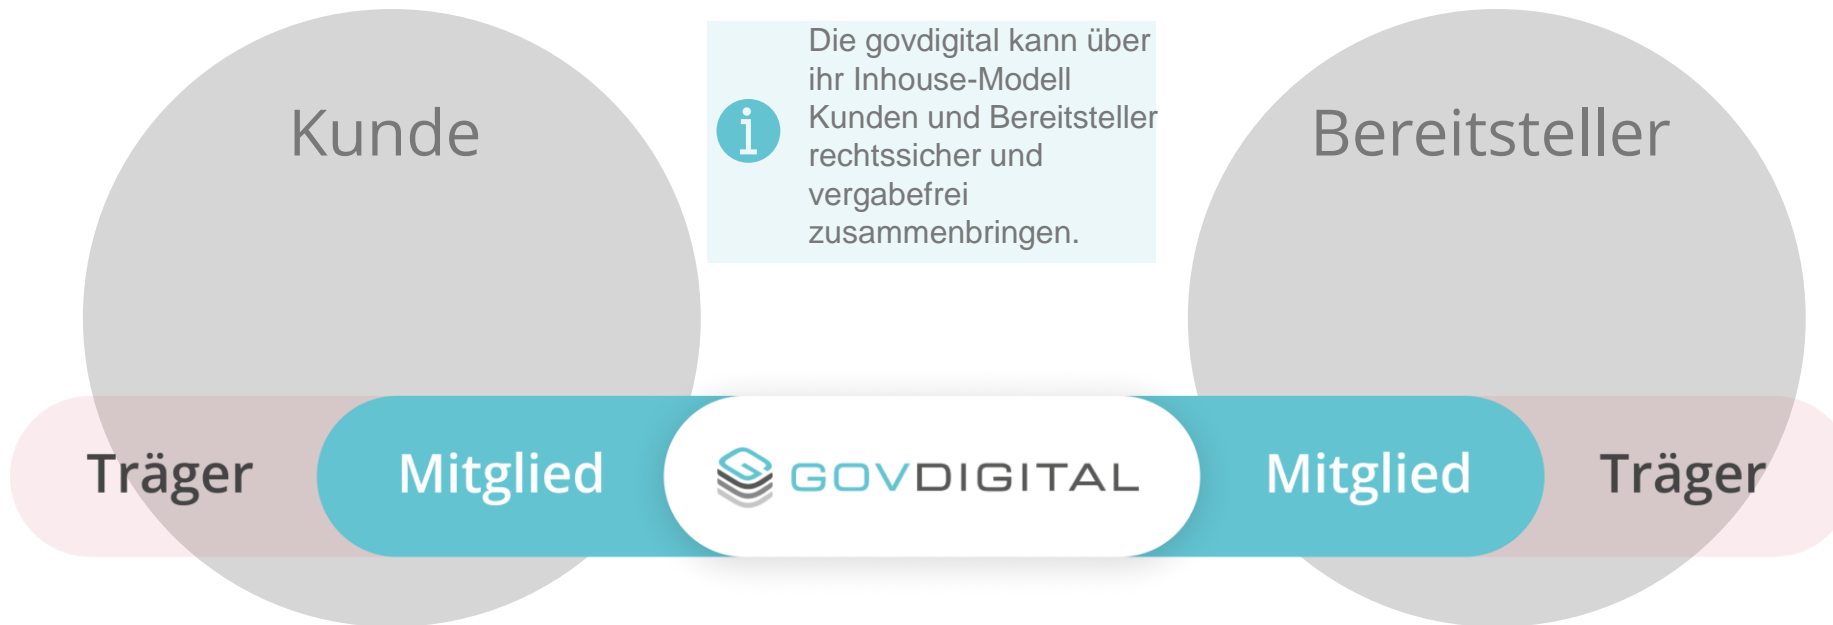 Kunde
Die govdigital kann über
ihr Inhouse-Modell
Kunden und Bereitsteller
rechtssicher und
vergabefrei
zusammenbringen.
Bereitsteller
Träger
Mitglied
GOVDIGITAL
Mitglied
Träger